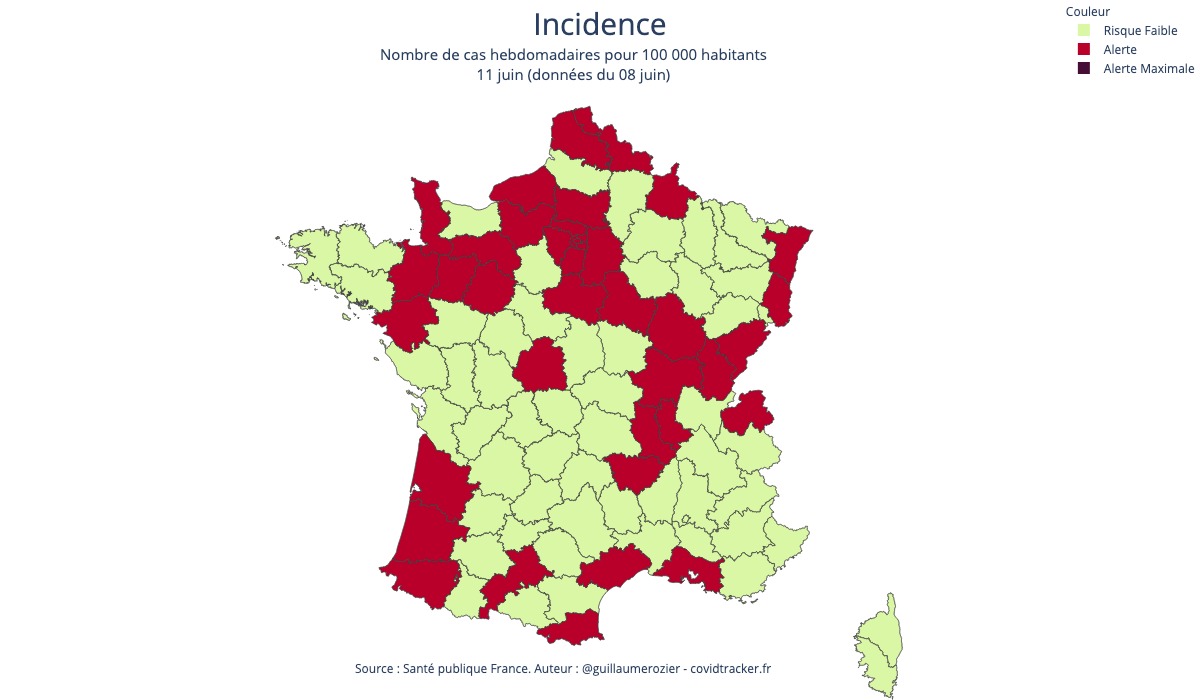 Incidence
Nombre de cas hebdomadaires pour 100 000 habitants
11 juin (données du 08 juin)
Couleur
Risque Faible
Alerte
Alerte Maximale
Source : Santé publique France. Auteur : @guillaumerozier - covidtracker.fr